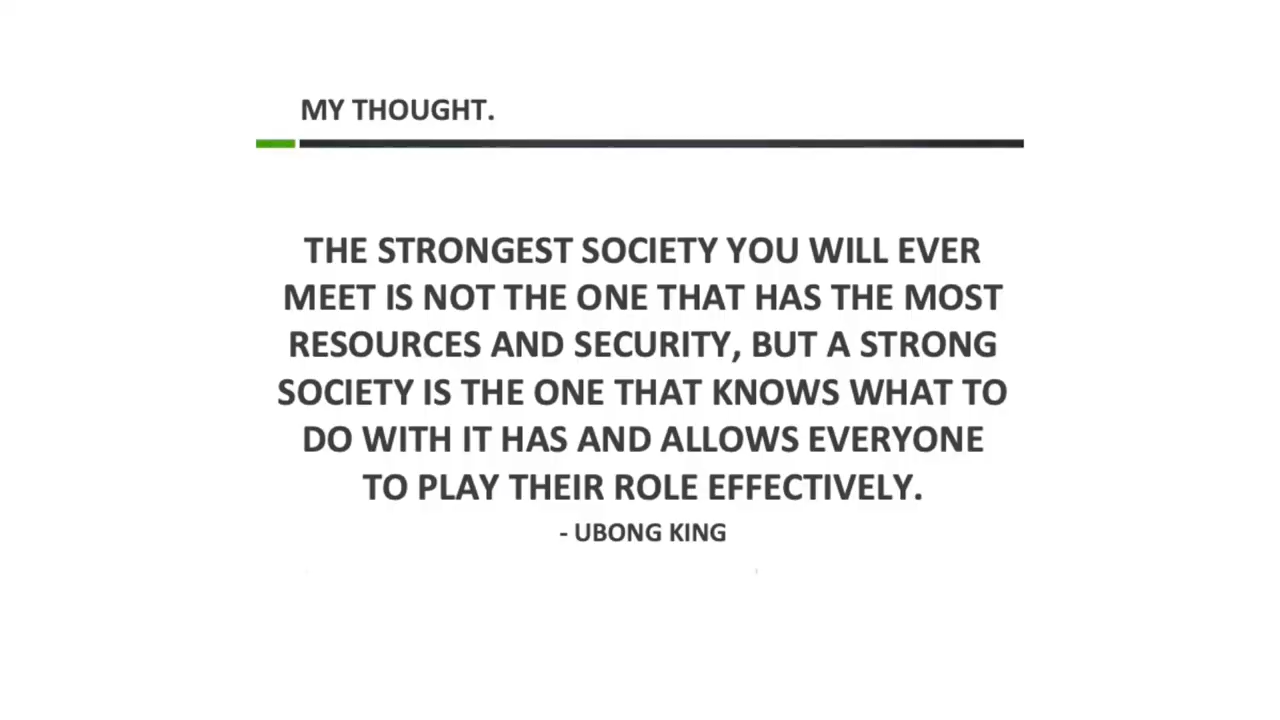 MY THOUGHT.
THE STRONGEST SOCIETY YOU WILL EVER
MEET IS NOT THE ONE THAT HAS THE MOST
RESOURCES AND SECURITY, BUT A STRONG
SOCIETY IS THE ONE THAT KNOWS WHAT TO
DO WITH IT HAS AND ALLOWS EVERYONE
TO PLAY THEIR ROLE EFFECTIVELY.
- UBONG KING